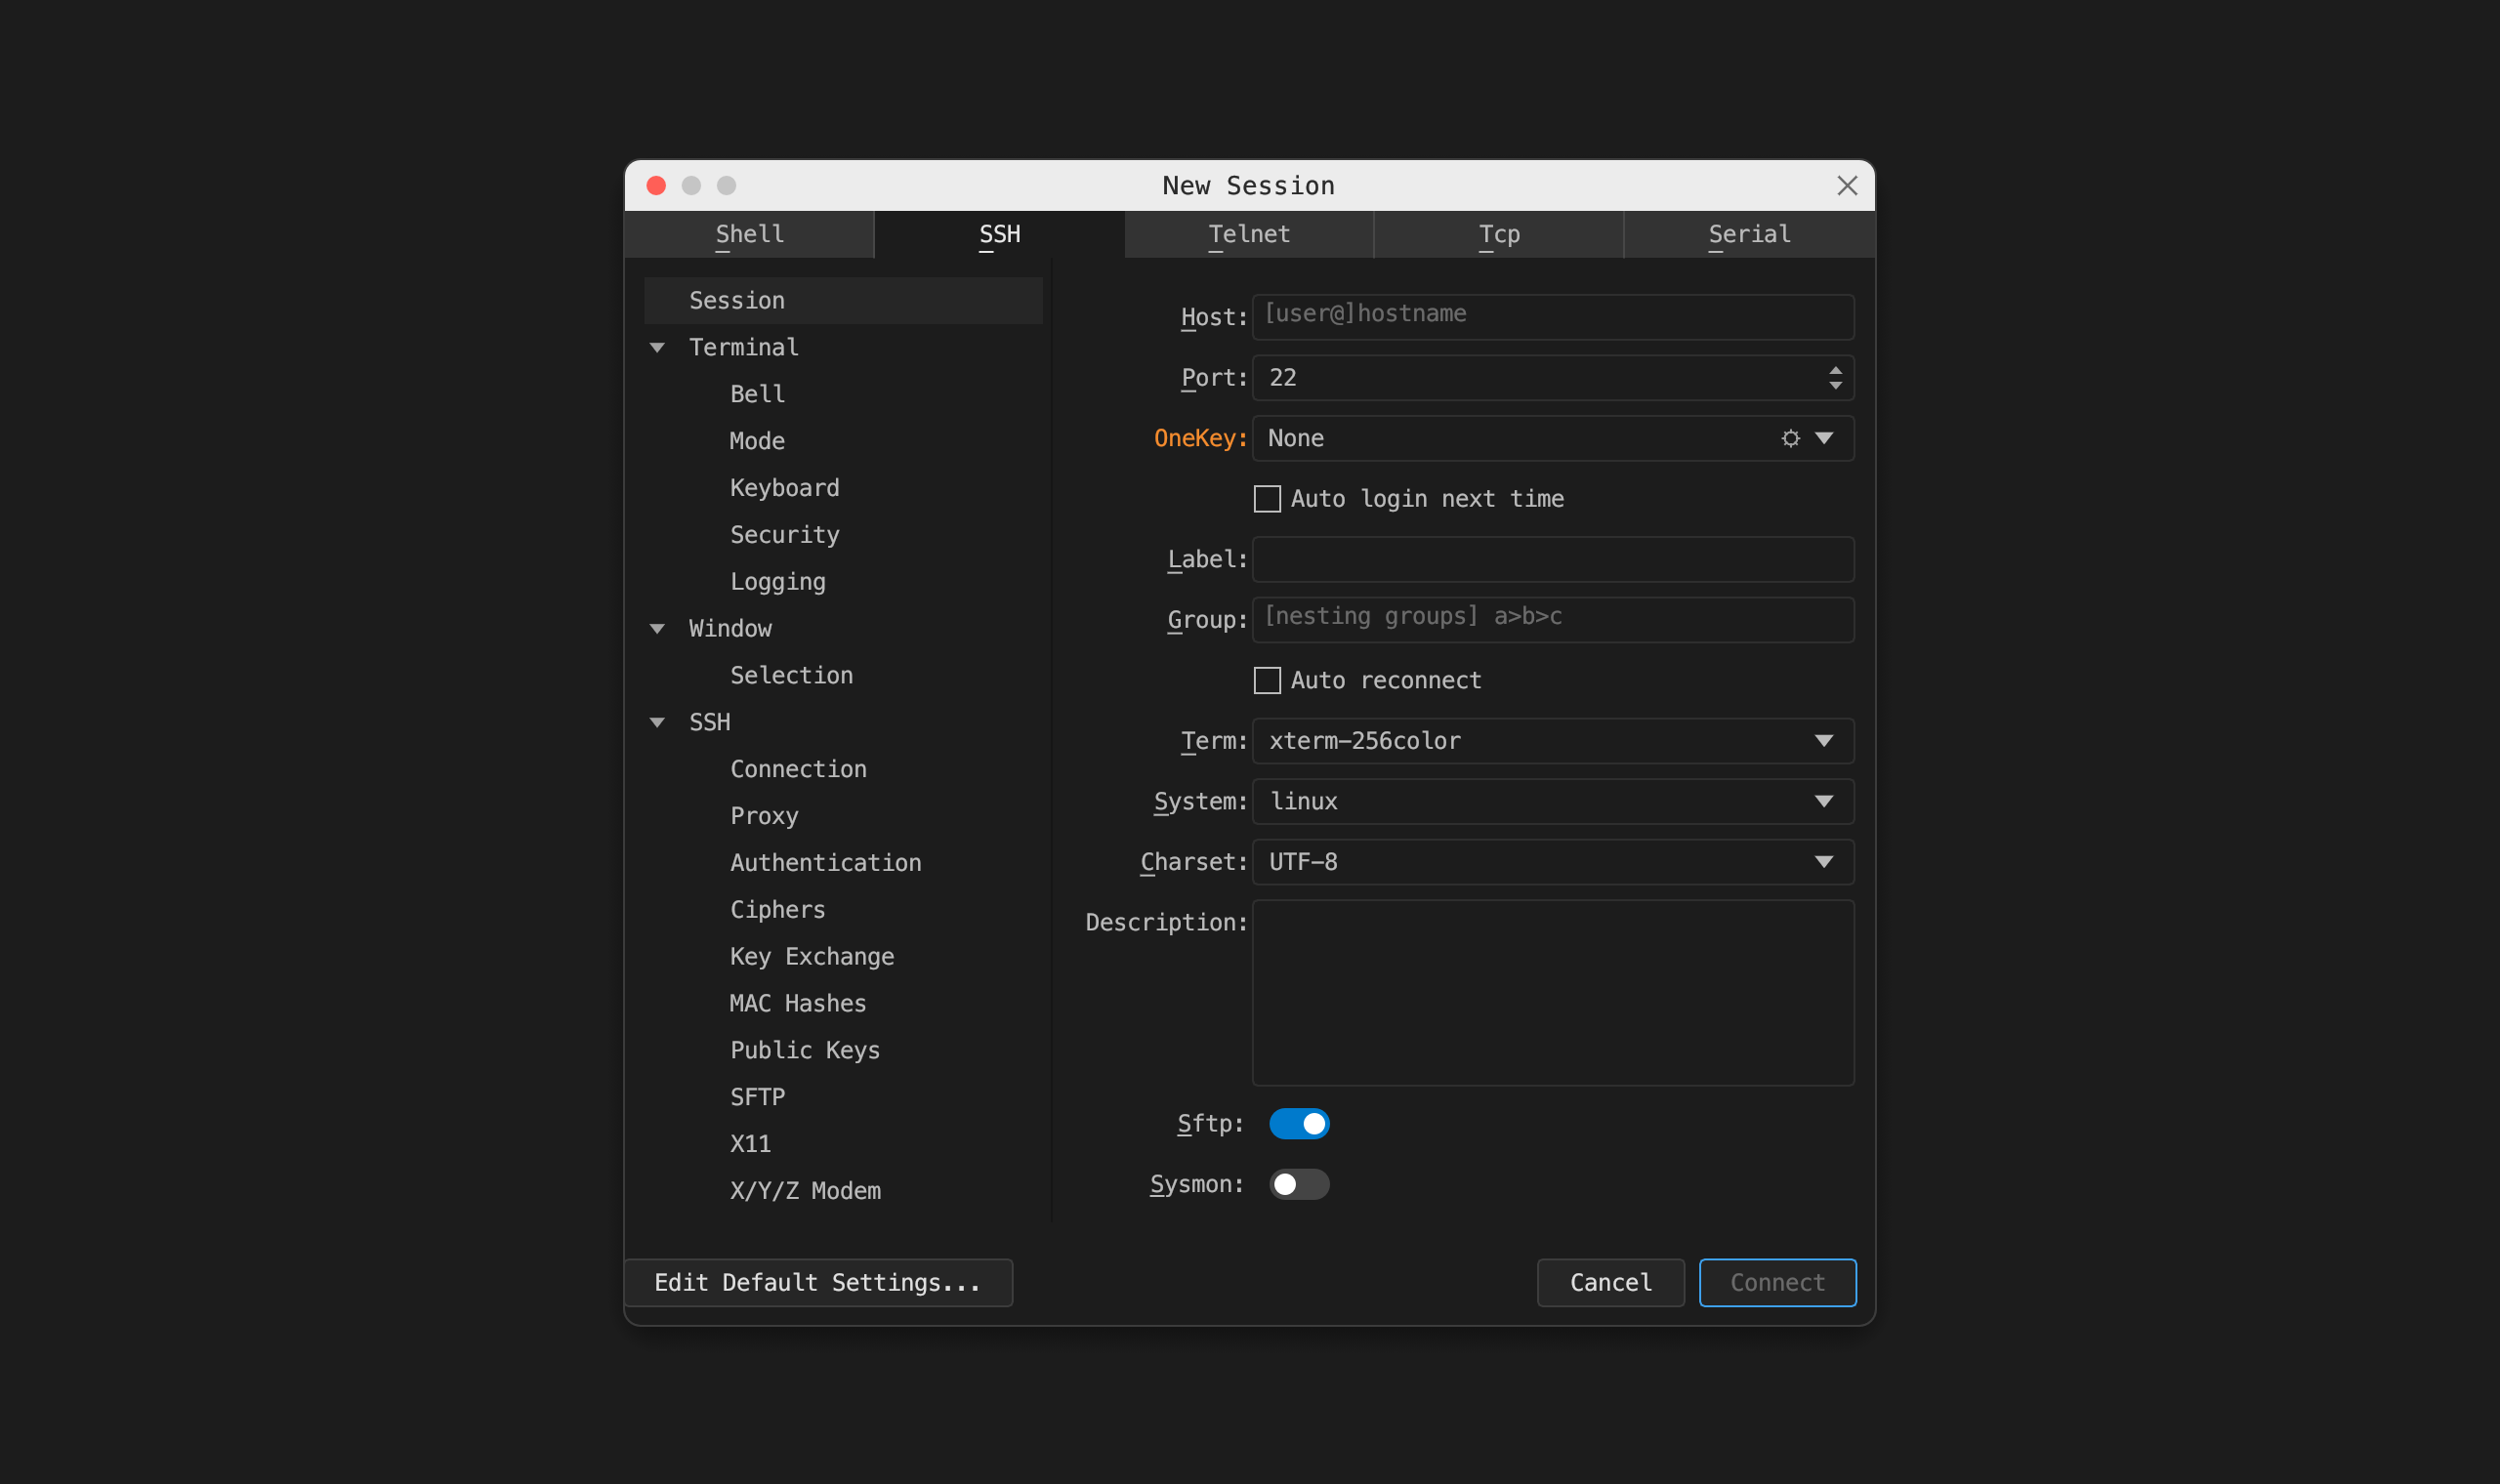 New Session
Shell
SSH
Telnet
Tcp
Serial
Session
Terminal
Bell
Mode
Keyboard
Security
Logging
Window
Selection
SSH
Connection
Proxy
Authentication
Ciphers
Key Exchange
MAC Hashes
Public Keys
SFTP
X11
X/Y/Z Modem
Host: [user@]hostname
Port: 22
OneKey: None
Auto login next time
Label:
Group: [nesting groups] a>b>c
Auto reconnect
Term: xterm-256color
System: linux
Charset: UTF-8
Description:
Sftp:
Sysmon:
Edit Default Settings...
Cancel
Connect